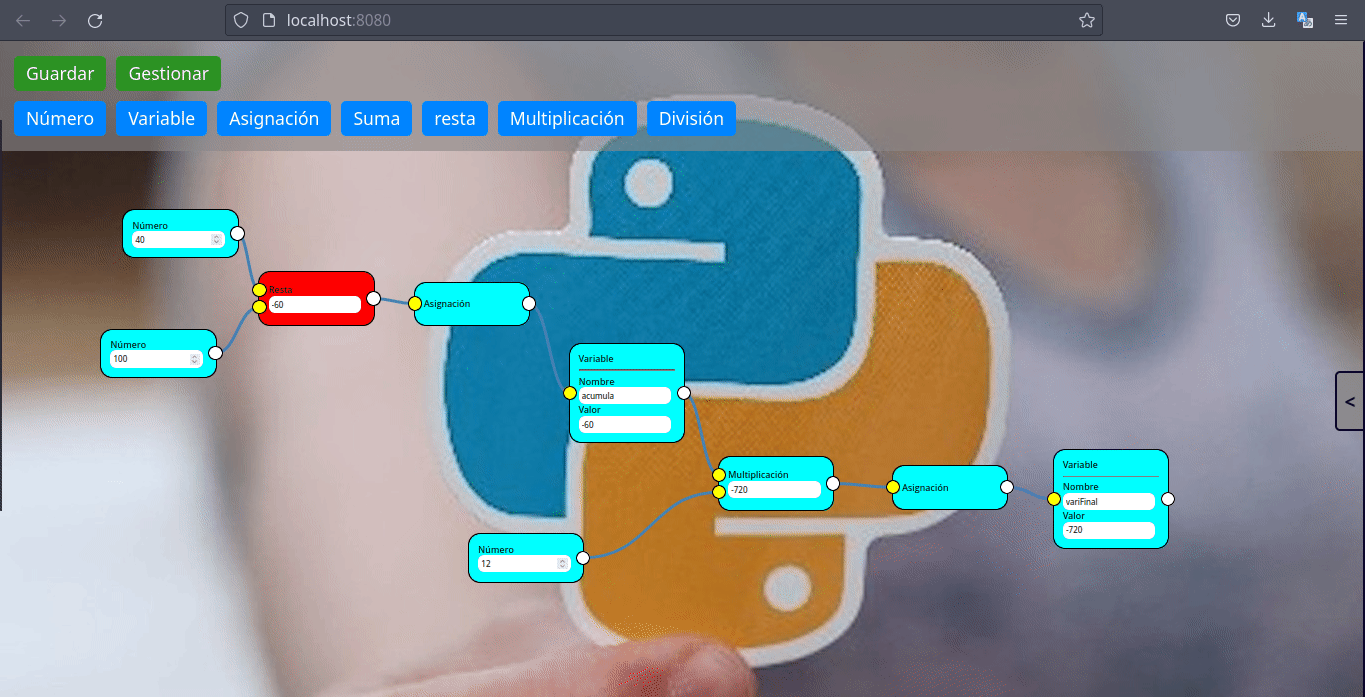 localhost:8080
Guardar Gestionar
Número Variable Asignación Suma resta Multiplicación División
Número
40
Resta
-60
Asignación
Número
100
Variable
Nombre
acumula
Valor
-60
Multiplicación
-720
Asignación
Variable
Nombre
variFinal
Valor
-720
Número
12
<